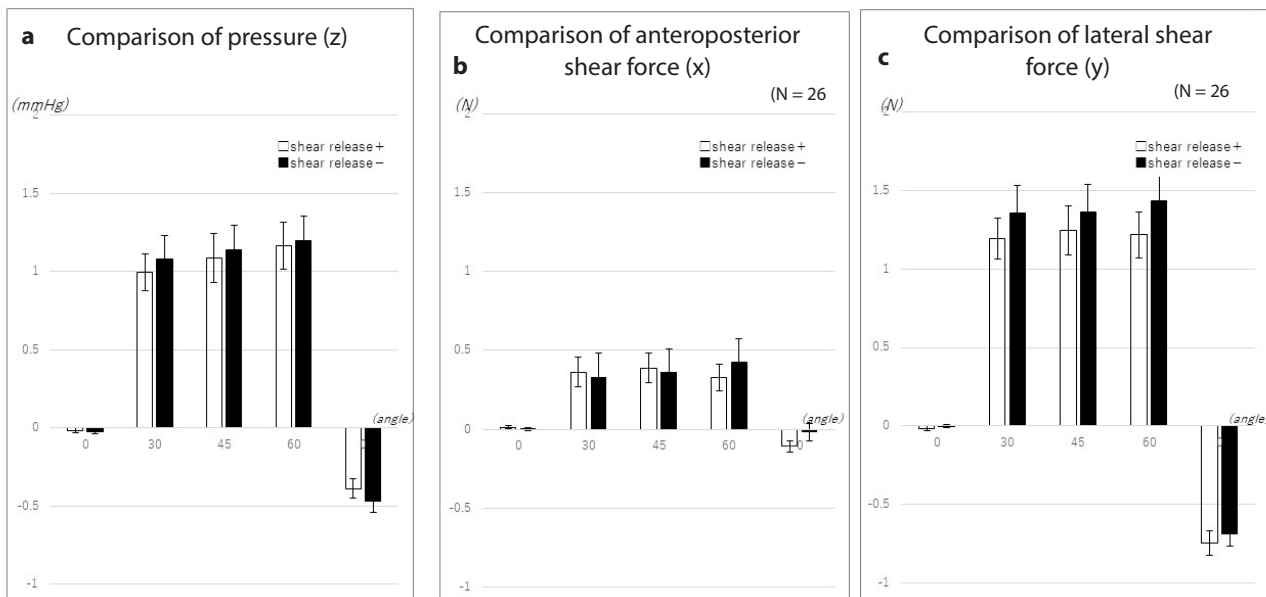 a Comparison of pressure (z)
(mmHg)
2
shear release +
shear release −
1.5
1
0.5
0
(angle)
0 30 45 60
-0.5
-1
b Comparison of anteroposterior
shear force (x)
(N = 26
(N)
2
shear release +
shear release −
1.5
1
0.5
0
(angle)
0 30 45 60 0
-0.5
-1
c Comparison of lateral shear
force (y)
(N = 26
(N)
2
shear release +
shear release −
1.5
1
0.5
0
(angle)
0 30 45 60
-0.5
-1